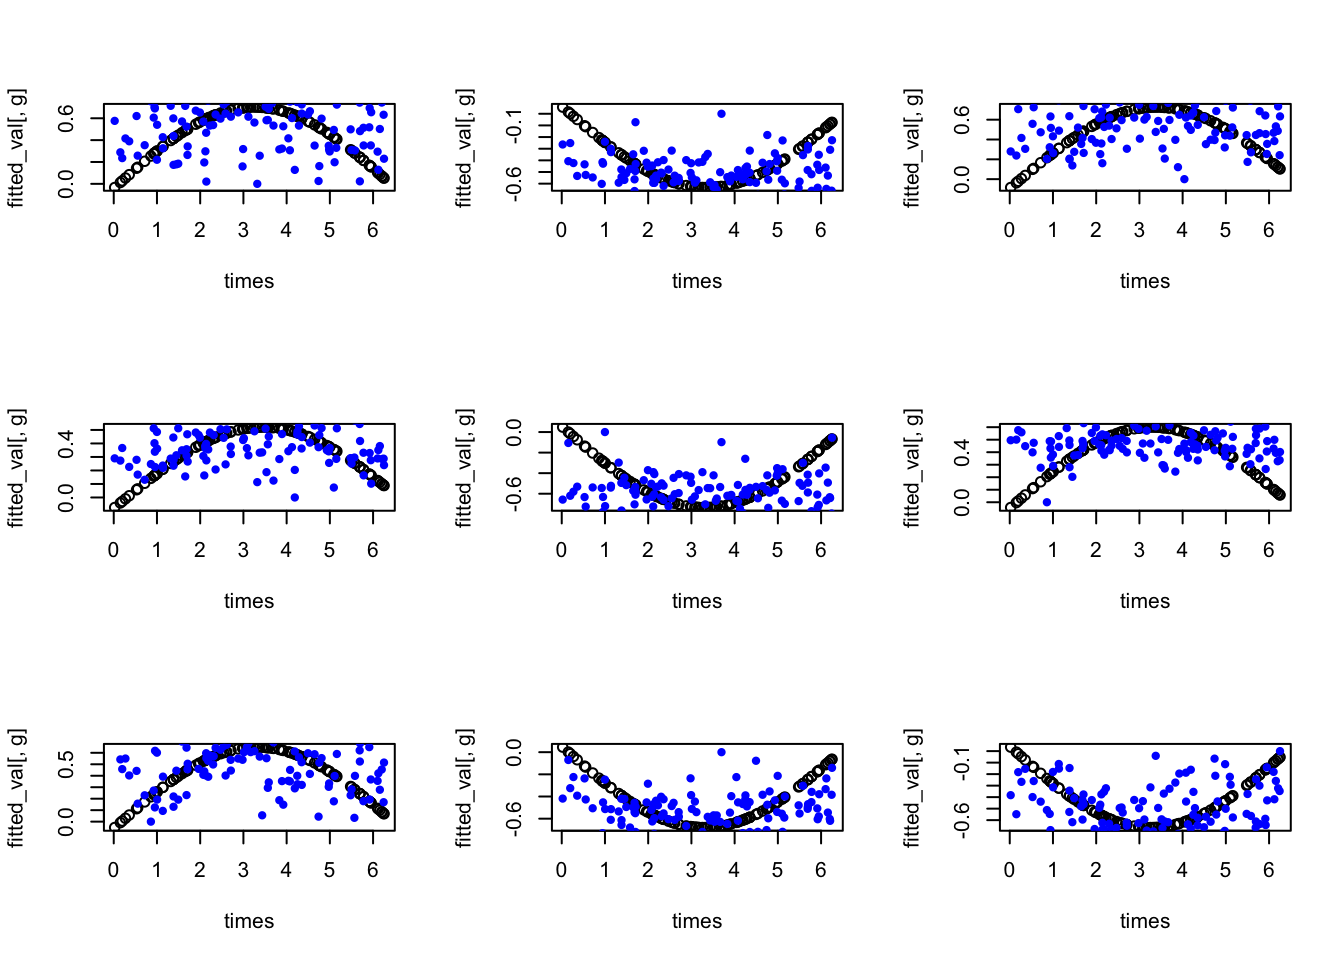 fitted_val[, g] fitted_val[, g] fitted_val[, g]
0.6 -0.1 0.6
0.0 -0.6 0.0
0 1 2 3 4 5 6 0 1 2 3 4 5 6 0 1 2 3 4 5 6
times times times
fitted_val[, g] fitted_val[, g] fitted_val[, g]
0.4 0.0 0.4
0.0 -0.6 0.0
0 1 2 3 4 5 6 0 1 2 3 4 5 6 0 1 2 3 4 5 6
times times times
fitted_val[, g] fitted_val[, g] fitted_val[, g]
0.5 0.0 -0.1
0.0 -0.6 -0.6
0 1 2 3 4 5 6 0 1 2 3 4 5 6 0 1 2 3 4 5 6
times times times